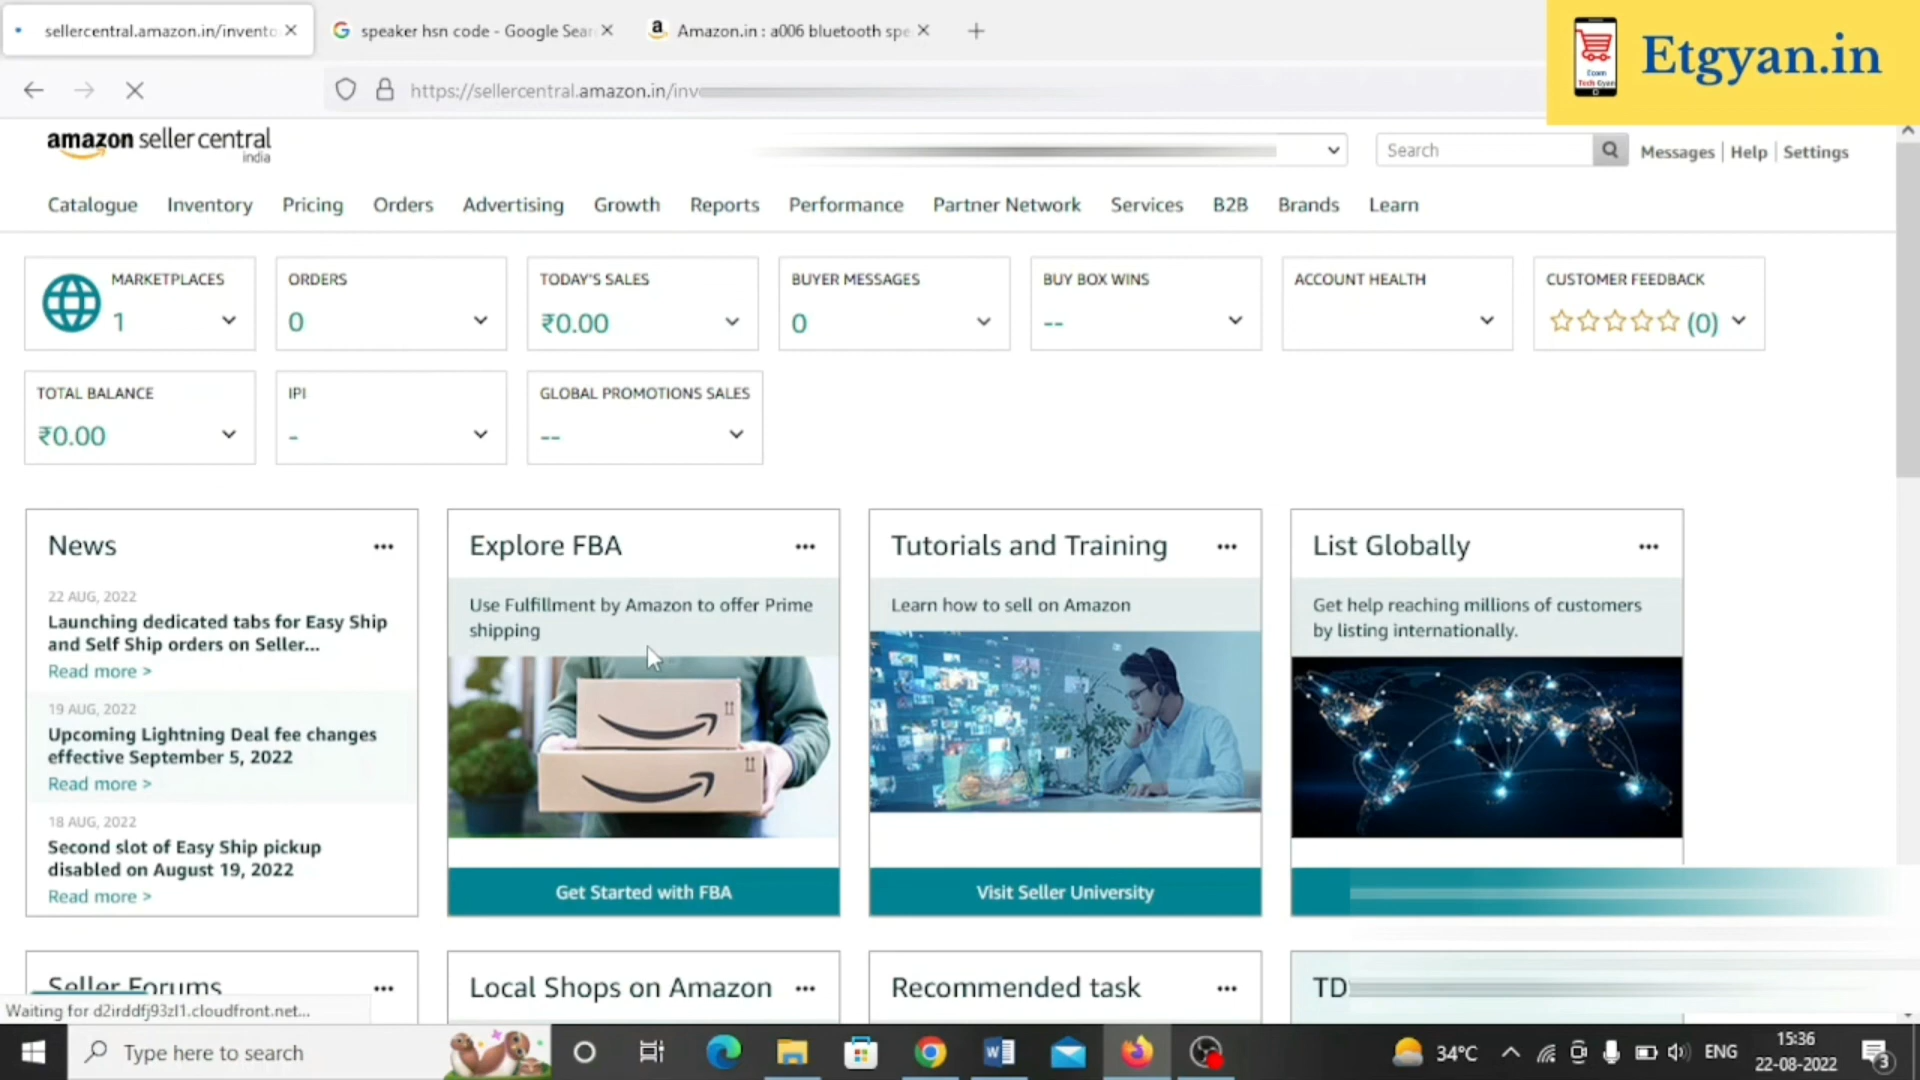 sellercentral.amazon.in/invento
speaker hsn code - Google Sear
Amazon.in : a006 bluetooth spe
Ecom
Tech Gyan
Etgyan.in
https://sellercentral.amazon.in/inv
amazon seller central
india
Search
Messages | Help | Settings
Catalogue Inventory Pricing Orders Advertising Growth Reports Performance Partner Network Services B2B Brands Learn
MARKETPLACES
1
ORDERS
0
TODAY'S SALES
₹0.00
BUYER MESSAGES
0
BUY BOX WINS
--
ACCOUNT HEALTH
CUSTOMER FEEDBACK
(0)
TOTAL BALANCE
₹0.00
IPI
-
GLOBAL PROMOTIONS SALES
--
News
22 AUG, 2022
Launching dedicated tabs for Easy Ship
and Self Ship orders on Seller...
Read more >
19 AUG, 2022
Upcoming Lightning Deal fee changes
effective September 5, 2022
Read more >
18 AUG, 2022
Second slot of Easy Ship pickup
disabled on August 19, 2022
Read more >
Explore FBA
Use Fulfillment by Amazon to offer Prime
shipping
Get Started with FBA
Tutorials and Training
Learn how to sell on Amazon
Visit Seller University
List Globally
Get help reaching millions of customers
by listing internationally.
Seller Forums
Local Shops on Amazon
Recommended task
TD
Waiting for d2irddfj93zl1.cloudfront.net...
Type here to search
34°C
ENG
15:36
22-08-2022
3